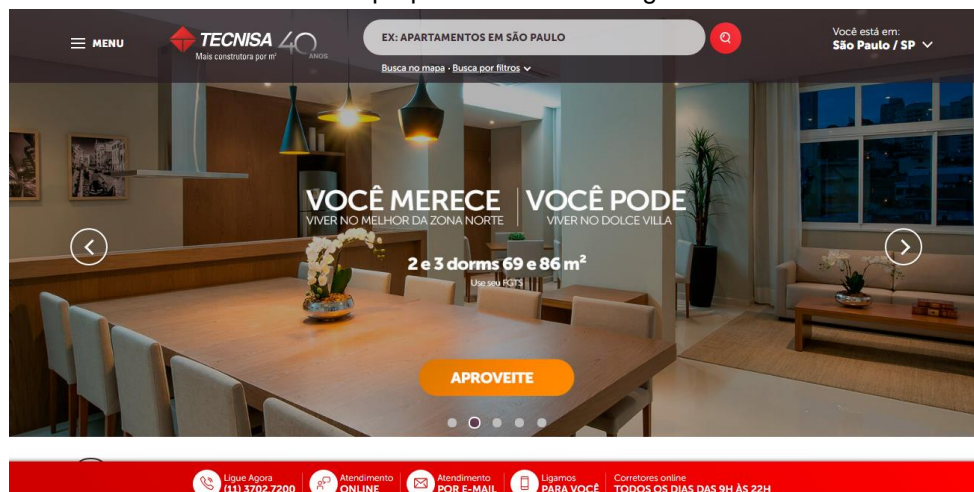 MENU
TECNISA 40
Mais construtora por m²
ANOS
EX: APARTAMENTOS EM SÃO PAULO
Busca no mapa · Busca por filtros
Você está em:
São Paulo / SP
VOCÊ MERECE
VIVER NO MELHOR DA ZONA NORTE
VOCÊ PODE
VIVER NO DOLCE VILLA
2 e 3 dorms 69 e 86 m²
Use seu FGTS
APROVEITE
Ligue Agora
(11) 3702 7200
Atendimento
ONLINE
Atendimento
POR E-MAIL
Ligamos
PARA VOCÊ
Corretores online
TODOS OS DIAS DAS 9H ÀS 22H